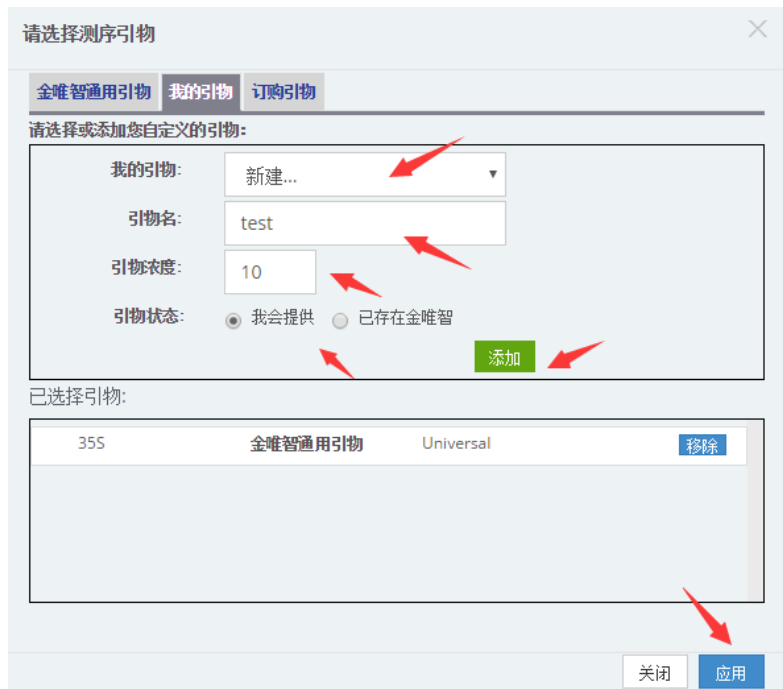 请选择测序引物
金唯智通用引物 我的引物 订购引物
请选择或添加您自定义的引物:
我的引物: 新建...
引物名: test
引物浓度: 10
引物状态: 我会提供 已存在金唯智
添加
已选择引物:
35S 金唯智通用引物 Universal 移除
关闭 应用